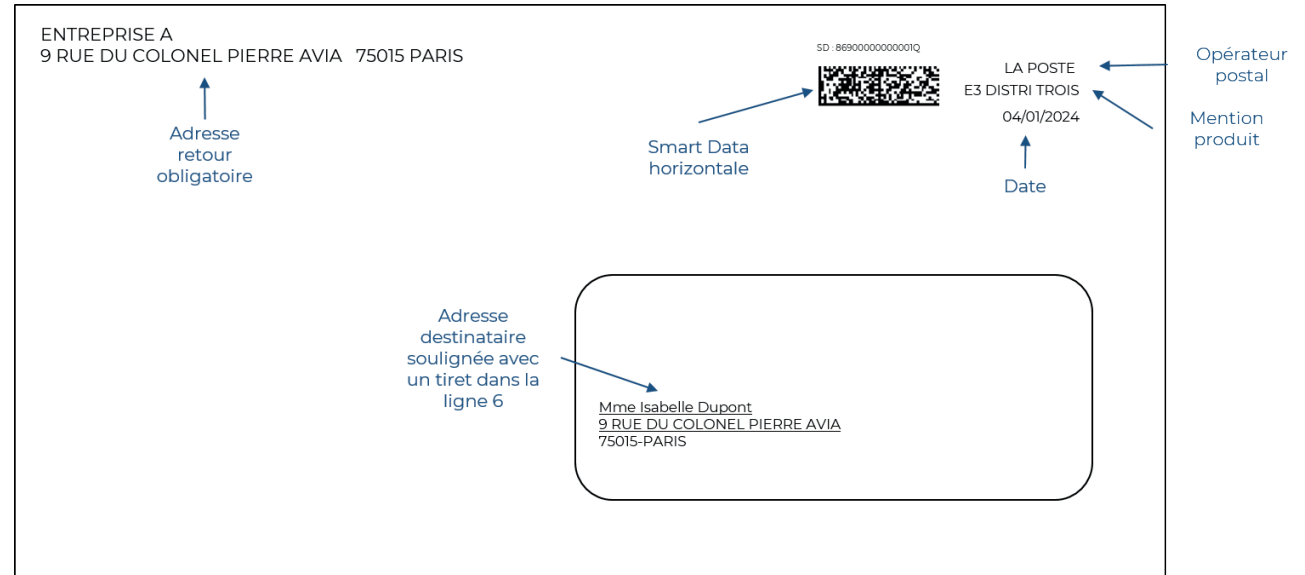 ENTREPRISE A
9 RUE DU COLONEL PIERRE AVIA 75015 PARIS
Adresse
retour
obligatoire
SD : 86900000000001Q
Smart Data
horizontale
LA POSTE
E3 DISTRI TROIS
04/01/2024
Date
Opérateur
postal
Mention
produit
Adresse
destinataire
soulignée avec
un tiret dans la
ligne 6
Mme Isabelle Dupont
9 RUE DU COLONEL PIERRE AVIA
75015-PARIS